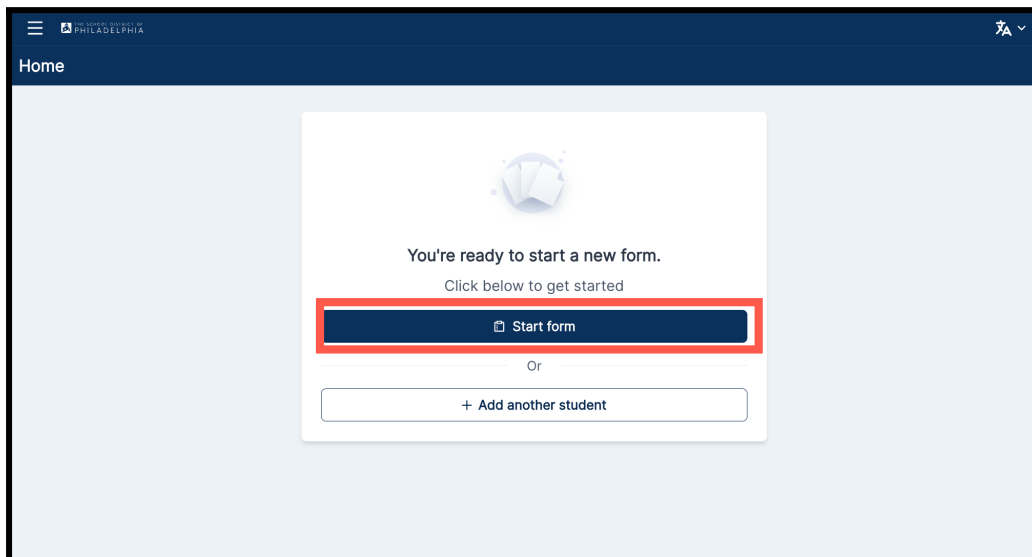 THE SCHOOL DISTRICT OF
PHILADELPHIA
Home
You're ready to start a new form.
Click below to get started
Start form
Or
+ Add another student